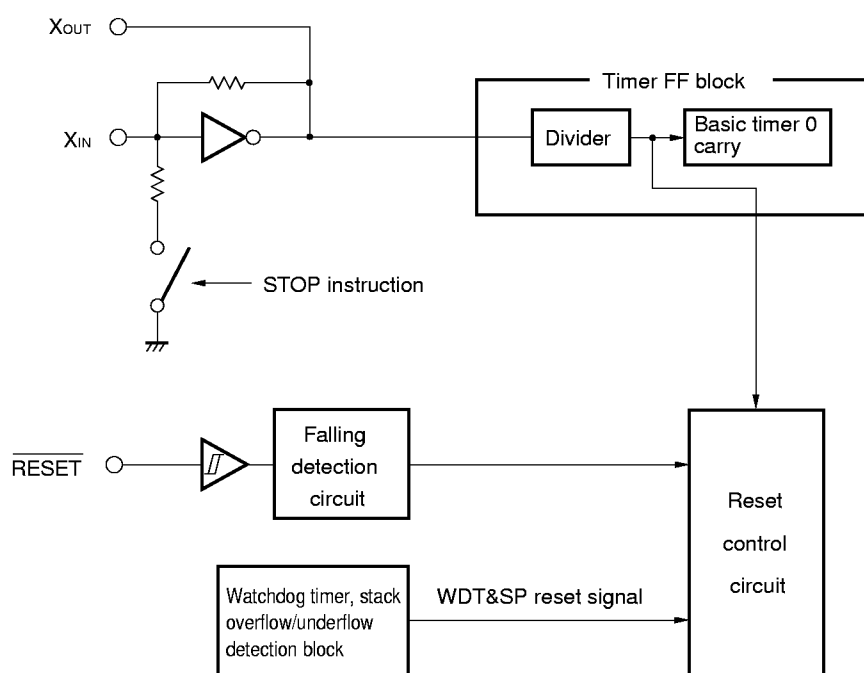 XOUT
Timer FF block
XIN
Divider
Basic timer 0
carry
STOP instruction
RESET
Falling
detection
circuit
Reset
control
circuit
Watchdog timer, stack
overflow/underflow
detection block
WDT&SP reset signal